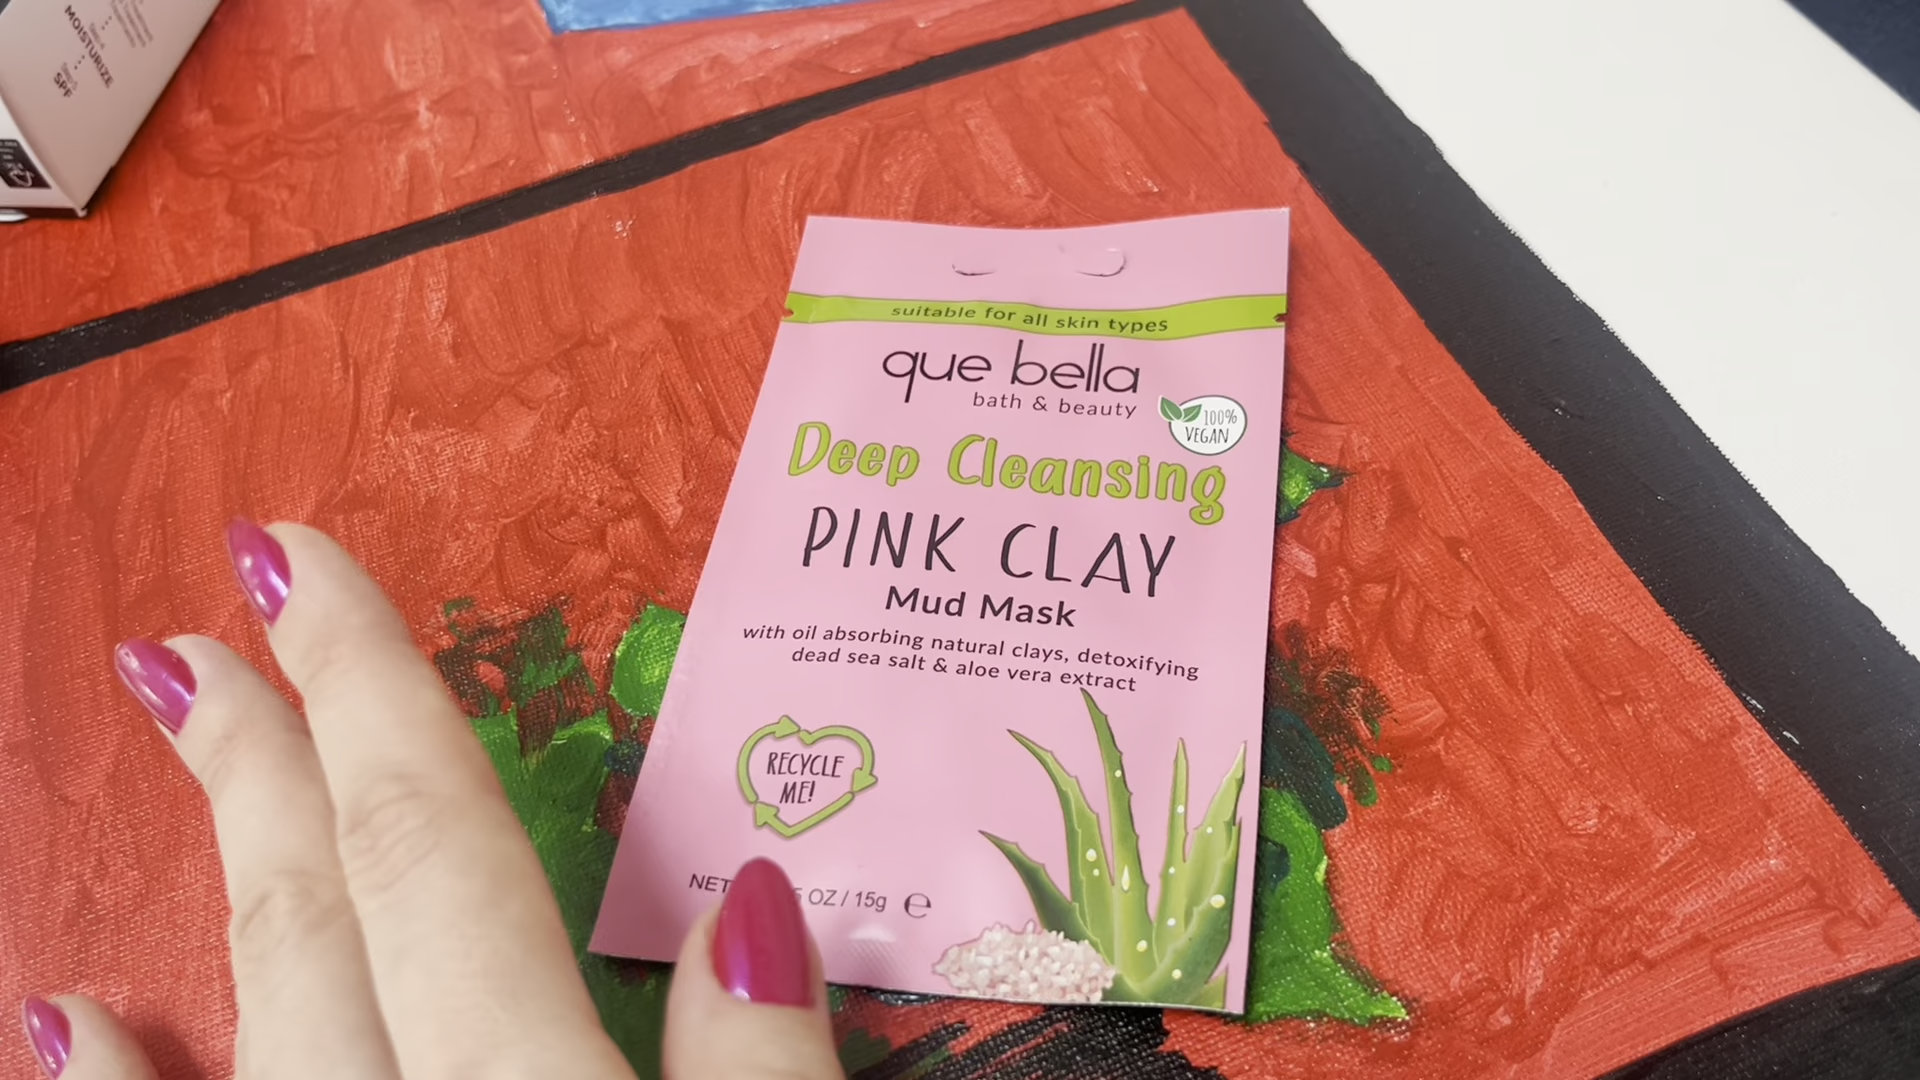 MOISTURIZE
SPF
suitable for all skin types
que bella
bath & beauty
100%
VEGAN
Deep Cleansing
PINK CLAY
Mud Mask
with oil absorbing natural clays, detoxifying
dead sea salt & aloe vera extract
RECYCLE
ME!
NET OZ / 15g ℮